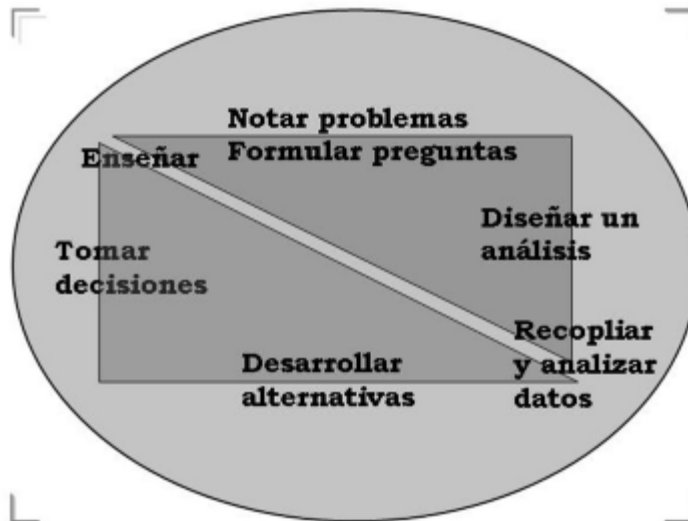 Notar problemas
Formular preguntas
Enseñar
Diseñar un
análisis
Tomar
decisiones
Recopliar
y analizar
datos
Desarrollar
alternativas